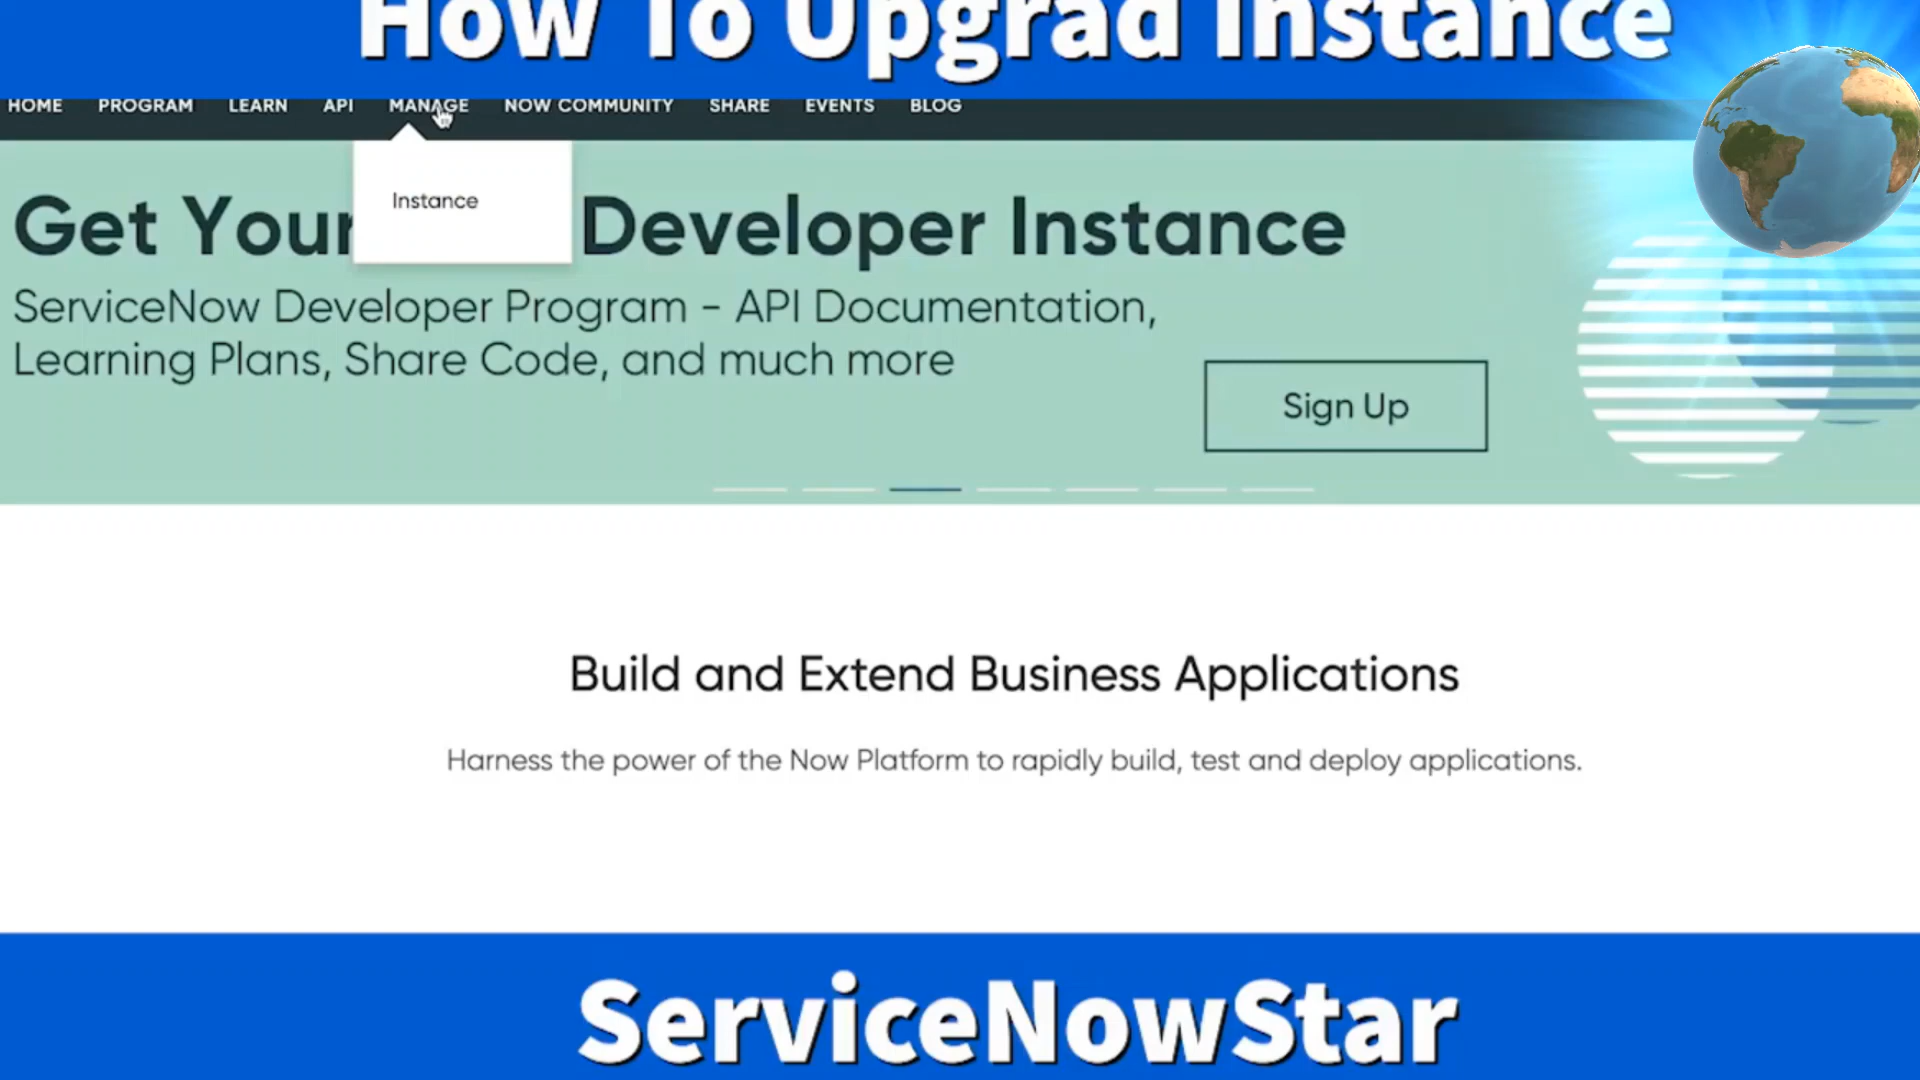 How To Upgrad Instance
HOME PROGRAM LEARN API MANAGE NOW COMMUNITY SHARE EVENTS BLOG
Instance
Get Your Developer Instance
ServiceNow Developer Program - API Documentation,
Learning Plans, Share Code, and much more
Sign Up
Build and Extend Business Applications
Harness the power of the Now Platform to rapidly build, test and deploy applications.
ServiceNowStar